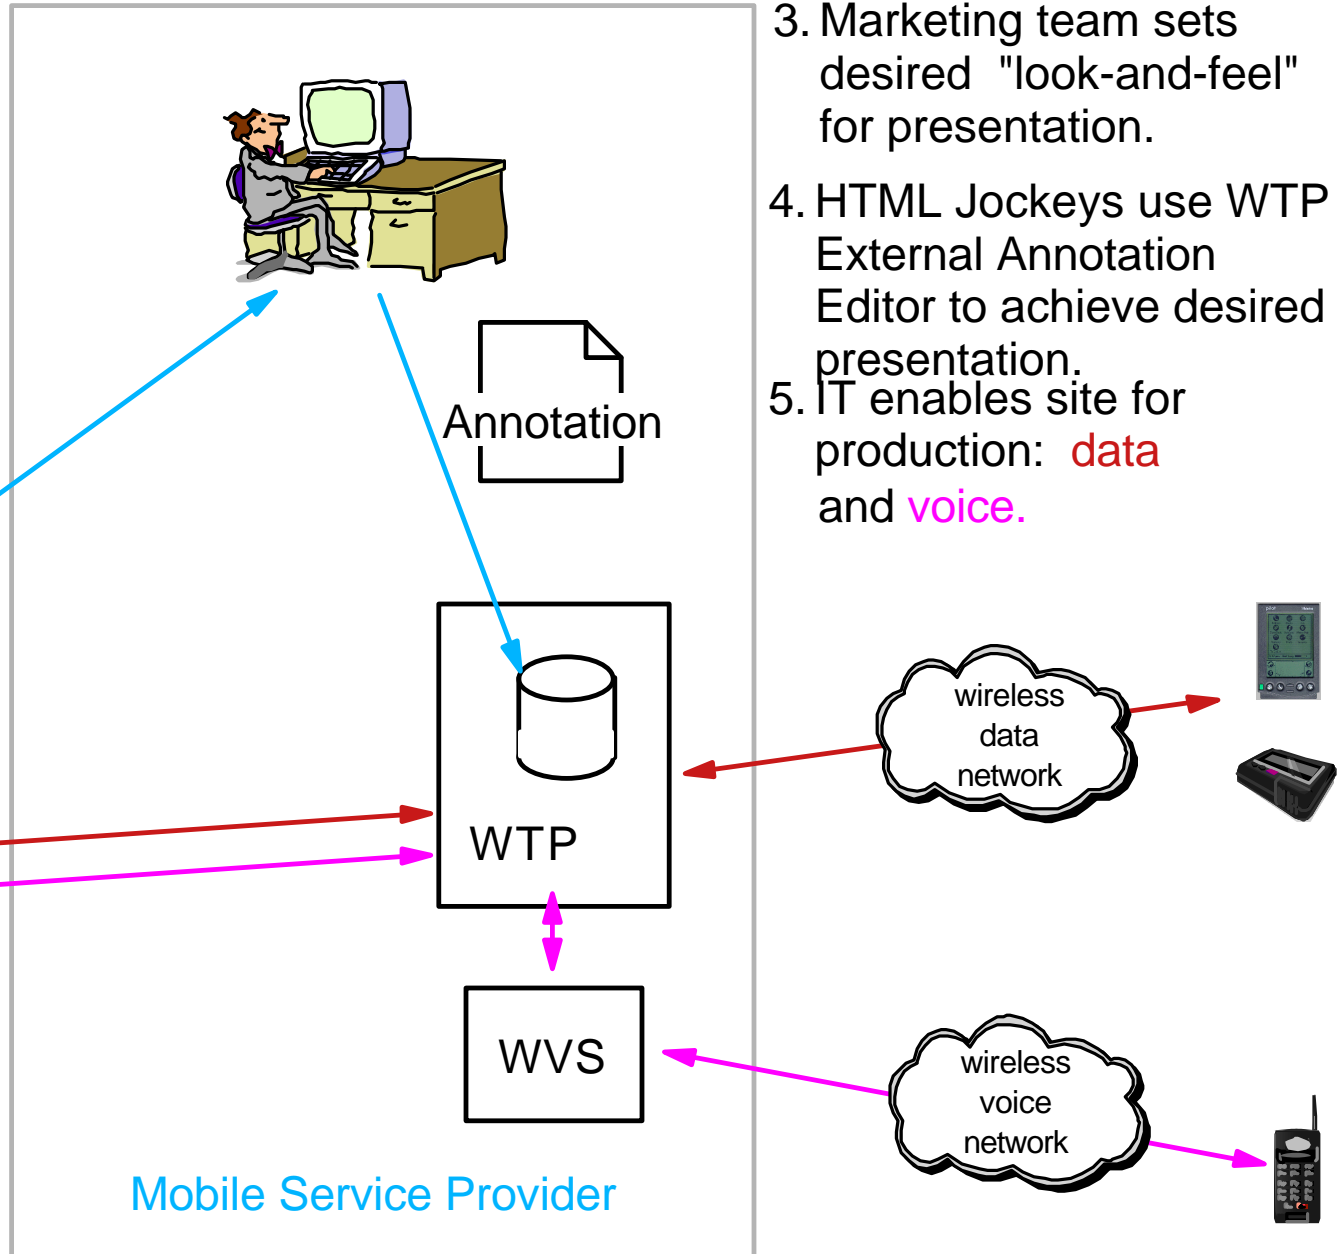 3. Marketing team sets
desired "look-and-feel"
for presentation.
4. HTML Jockeys use WTP
External Annotation
Editor to achieve desired
presentation.
5. IT enables site for
production: data
and voice.
Annotation
WTP
wireless
data
network
WVS
wireless
voice
network
Mobile Service Provider